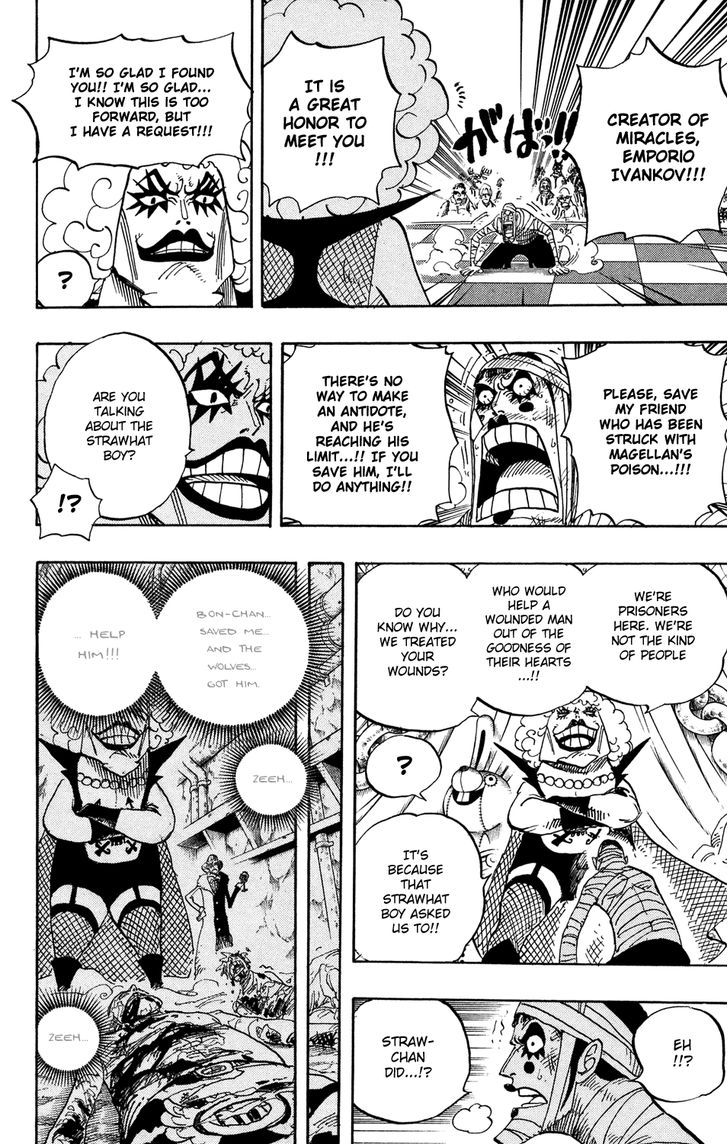 CREATOR OF
MIRACLES,
EMPORIO
IVANKOV!!!
がばっ!!
IT IS
A GREAT
HONOR TO
MEET YOU
!!!
I'M SO GLAD I FOUND
YOU!! I'M SO GLAD...
I KNOW THIS IS TOO
FORWARD, BUT
I HAVE A REQUEST!!!
?
PLEASE, SAVE
MY FRIEND
WHO HAS BEEN
STRUCK WITH
MAGELLAN'S
POISON...!!!
THERE'S NO
WAY TO MAKE
AN ANTIDOTE,
AND HE'S
REACHING HIS
LIMIT...!! IF YOU
SAVE HIM, I'LL
DO ANYTHING!!
ARE YOU
TALKING
ABOUT THE
STRAWHAT
BOY?
!?
WE'RE
PRISONERS
HERE. WE'RE
NOT THE KIND
OF PEOPLE
WHO WOULD
HELP A
WOUNDED MAN
OUT OF THE
GOODNESS OF
THEIR HEARTS
...!!
DO YOU
KNOW WHY...
WE TREATED
YOUR
WOUNDS?
?
IT'S
BECAUSE
THAT
STRAWHAT
BOY ASKED
US TO!!
EH
!!?
STRAW-
CHAN
DID...!?
BON-CHAN...
SAVED ME...
AND THE
WOLVES...
GOT HIM.
... HELP
HIM!!!
ZEEH...
ZEEH...